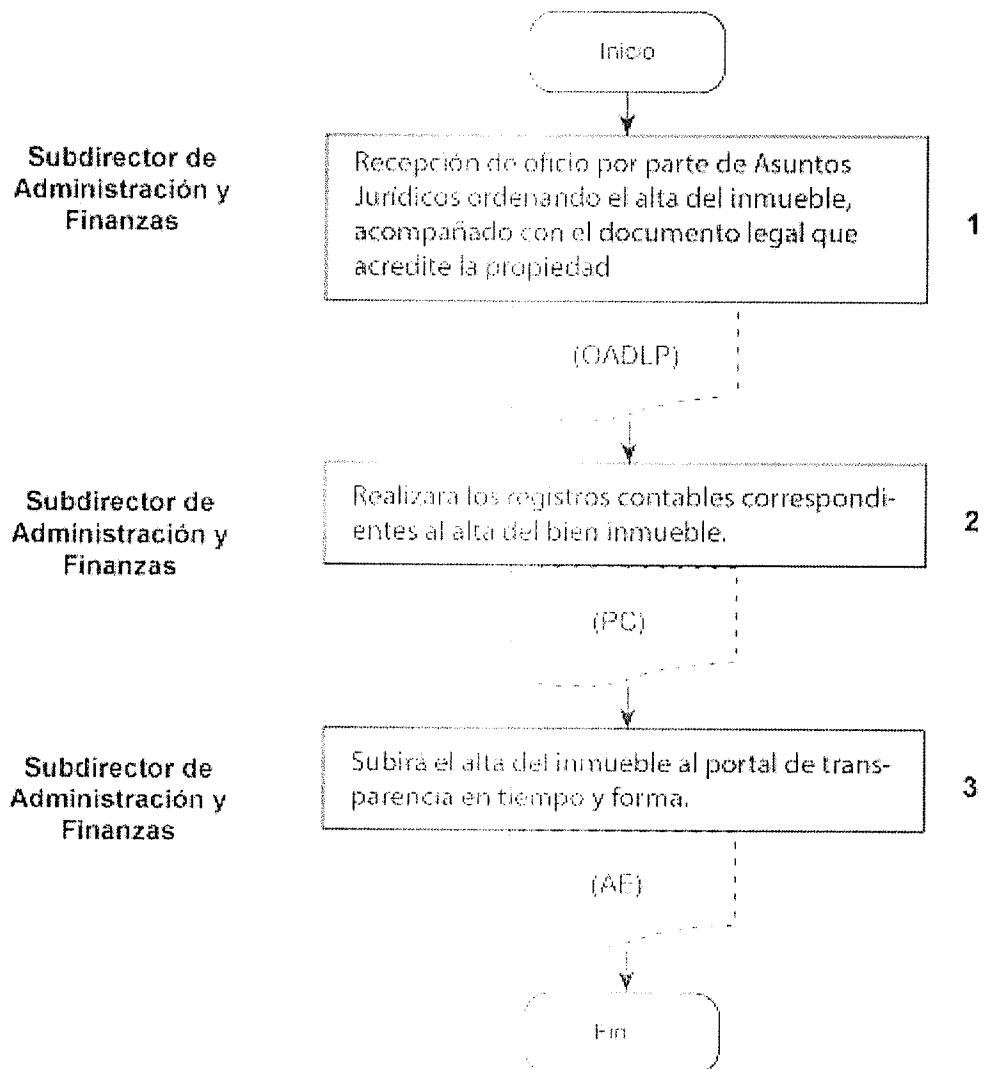 Inicio
Subdirector de
Administración y
Finanzas
Recepción de oficio por parte de Asuntos
Jurídicos ordenando el alta del inmueble,
acompañado con el documento legal que
acredite la propiedad
1
(OADLP)
Subdirector de
Administración y
Finanzas
Realizara los registros contables correspondi-
entes al alta del bien inmueble.
2
(PC)
Subdirector de
Administración y
Finanzas
Subirá el alta del inmueble al portal de trans-
parencia en tiempo y forma.
3
(AE)
Fin